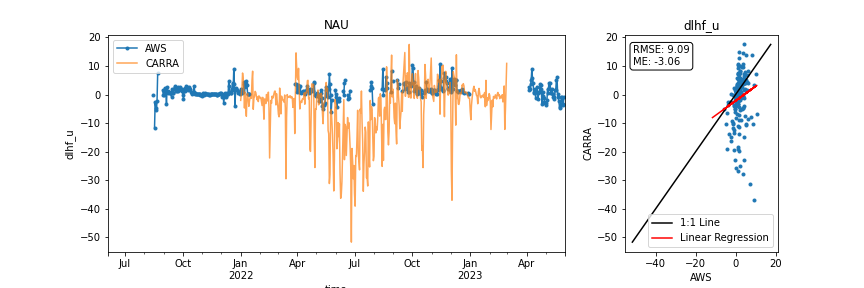 NAU
AWS
CARRA
20
10
0
−10
−20
−30
−40
−50
dlhf_u
Jul
Oct
Jan
2022
Apr
Jul
Oct
Jan
2023
Apr
time
dlhf_u
RMSE: 9.09
ME: -3.06
20
10
0
−10
−20
−30
−40
−50
CARRA
1:1 Line
Linear Regression
−40
−20
0
20
AWS